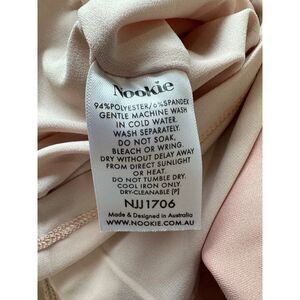 Nookie
94%POLYESTER/6%SPANDEX
GENTLE MACHINE WASH
IN COLD WATER.
WASH SEPARATELY.
DO NOT SOAK,
BLEACH OR WRING.
DRY WITHOUT DELAY AWAY
FROM DIRECT SUNLIGHT
OR HEAT.
DO NOT TUMBLE DRY.
COOL IRON ONLY
DRY-CLEANABLE [P]
NJJ1706
Made & Designed in Australia
WWW.NOOKIE.COM.AU